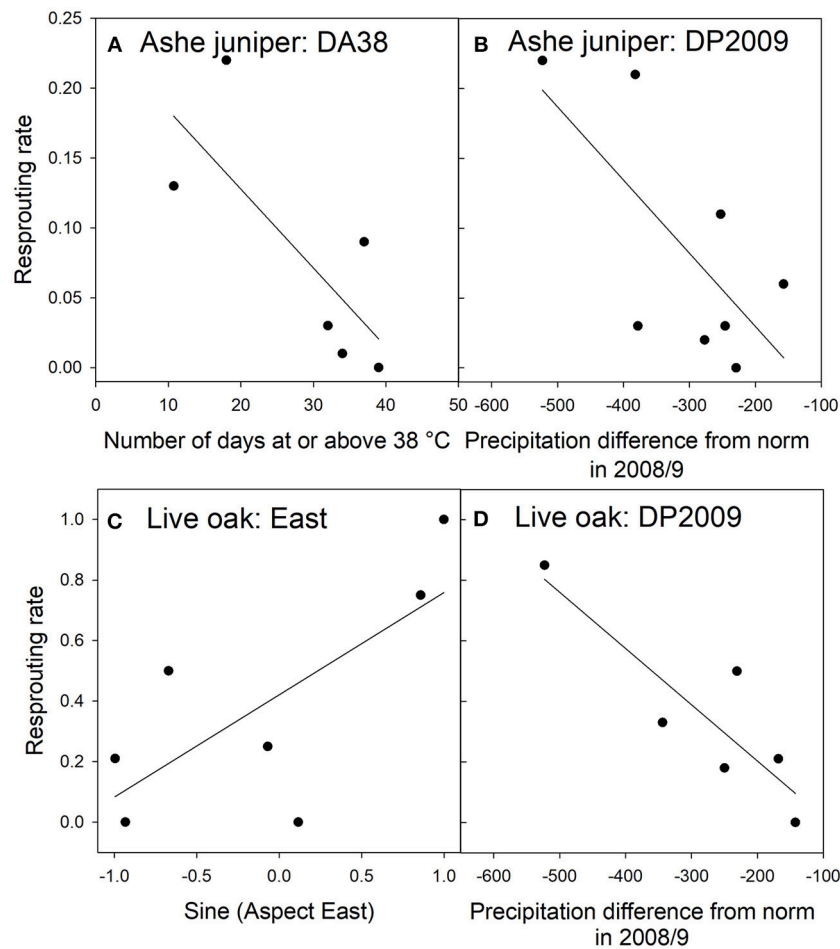 A Ashe juniper: DA38
B Ashe juniper: DP2009
0.25
0.20
0.15
0.10
0.05
0.00
Resprouting rate
0 10 20 30 40 50
-600 -500 -400 -300 -200 -100
Number of days at or above 38 °C
Precipitation difference from norm
in 2008/9
C Live oak: East
D Live oak: DP2009
1.0
0.8
0.6
0.4
0.2
0.0
Resprouting rate
-1.0 -0.5 0.0 0.5 1.0
-600 -500 -400 -300 -200 -100
Sine (Aspect East)
Precipitation difference from norm
in 2008/9